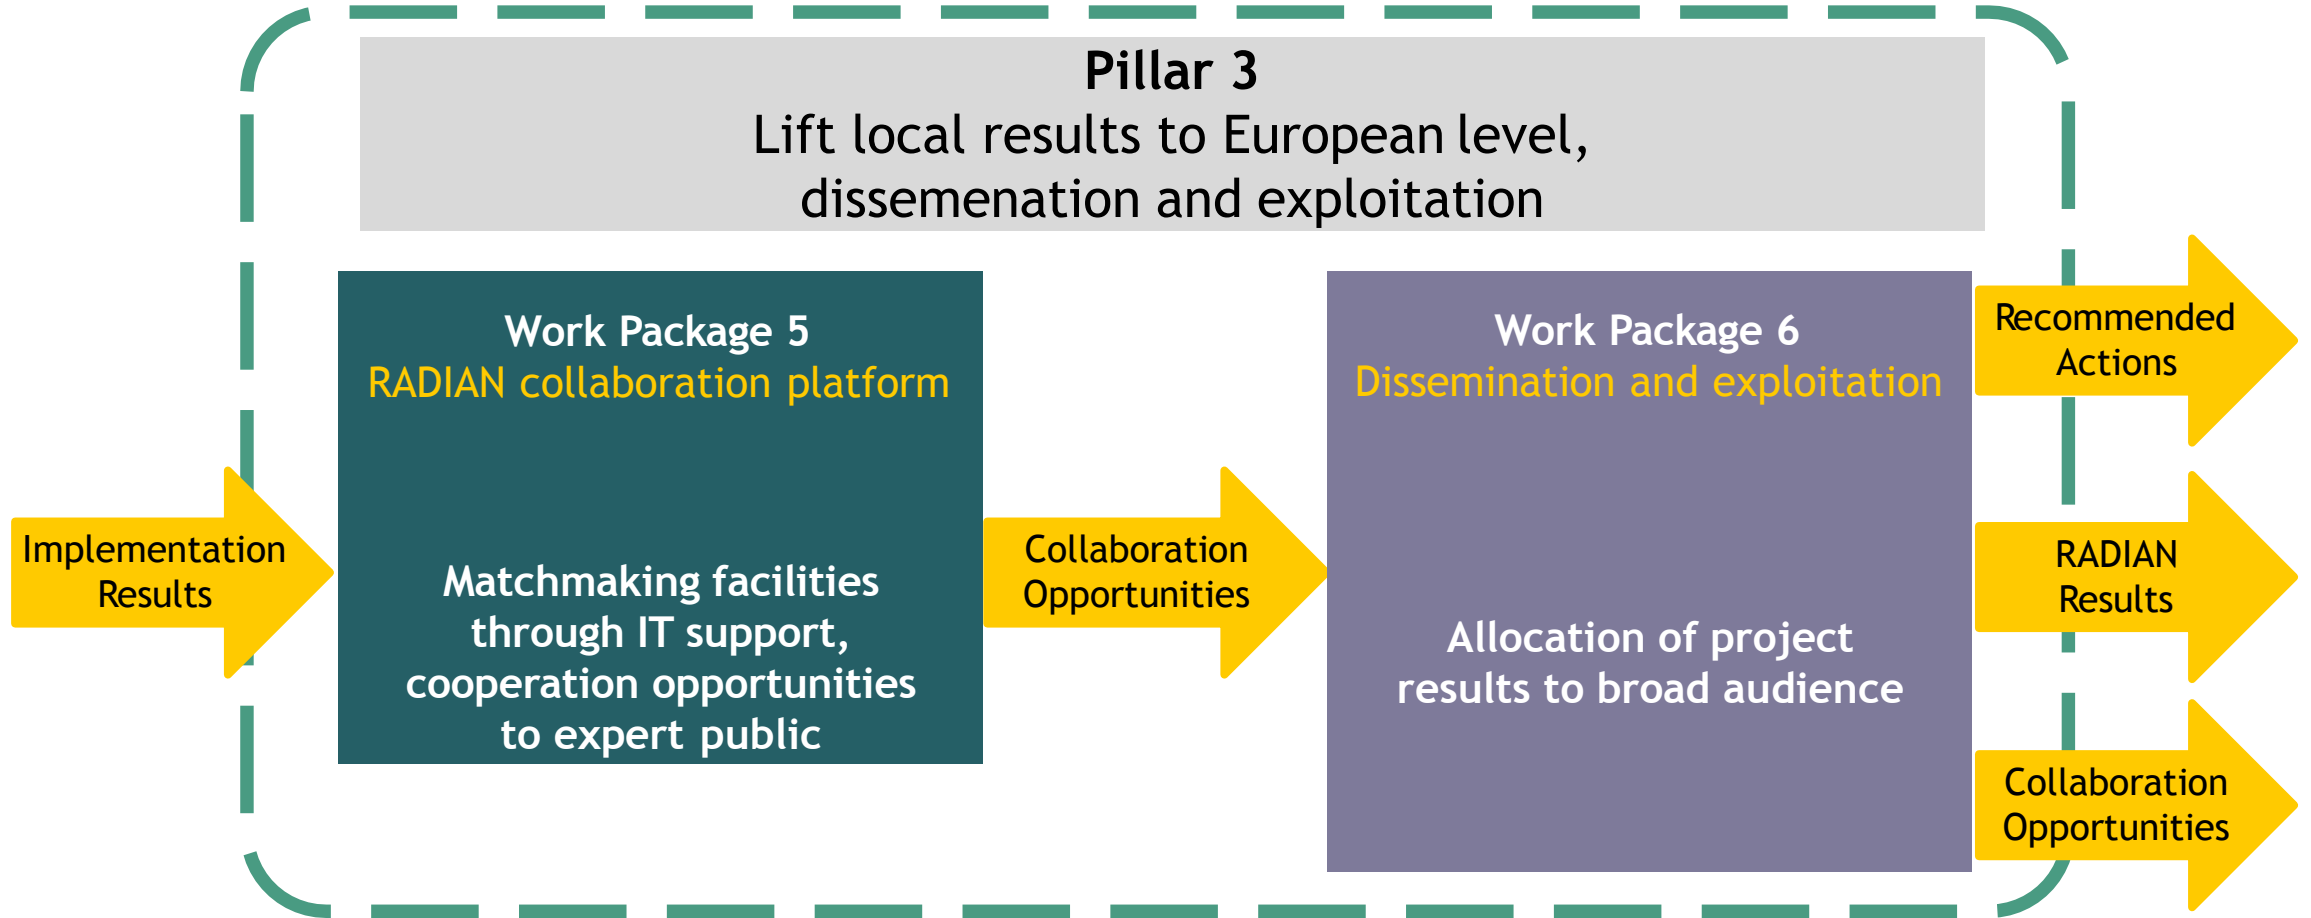 Pillar 3
Lift local results to European level,
dissemenation and exploitation
Implementation
Results
Work Package 5
RADIAN collaboration platform
Matchmaking facilities
through IT support,
cooperation opportunities
to expert public
Collaboration
Opportunities
Work Package 6
Dissemination and exploitation
Allocation of project
results to broad audience
Recommended
Actions
RADIAN
Results
Collaboration
Opportunities